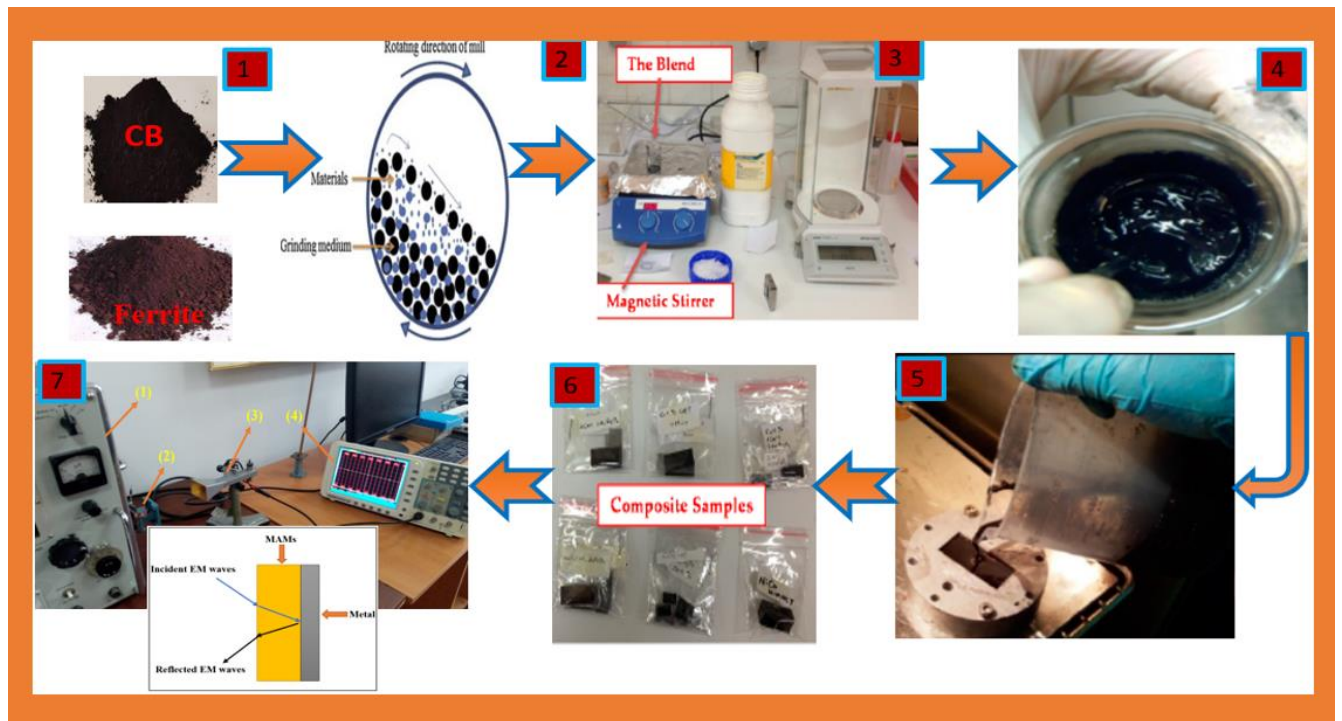 1
CB
Ferrite
Rotating direction of mill
Materials
Grinding medium
2
The Blend
Magnetic Stirrer
3
4
5
6
Composite Samples
7
(1)
(2)
(3)
(4)
MAMs
Incident EM waves
Metal
Reflected EM waves